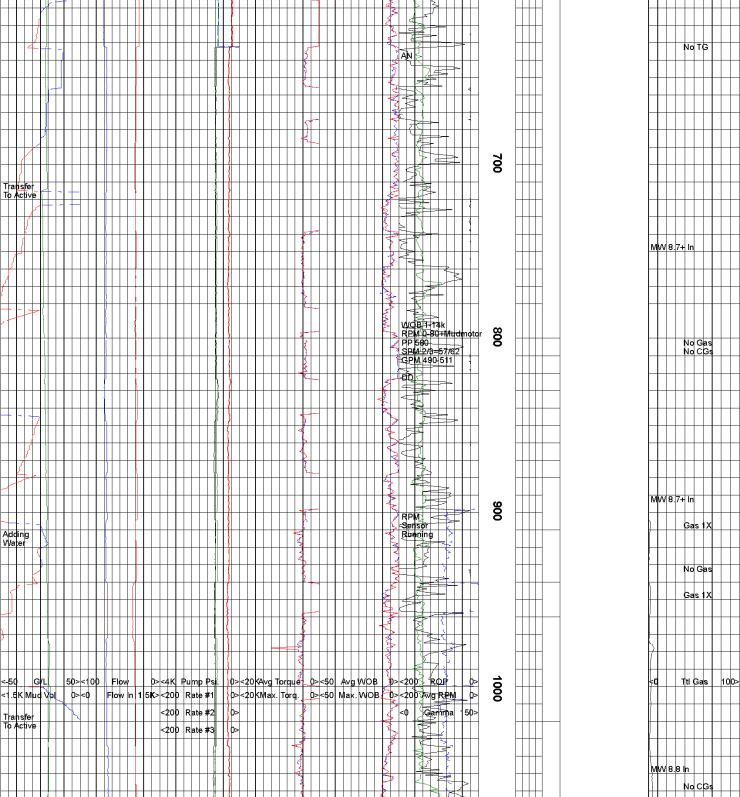 No TG
AN
700
Transfer
To Active
MW 8.7+ In
WOB 1-14k
RPM 0-90+Mudmotor
800
PP 580
No Gas
SPM 2/3=57/62
No CGs
GPM 490-511
DD
MW 8.7+ In
900
RPM
Sensor
Running
Gas 1X
Adding
Water
No Gas
Gas 1X
<-50 G/L 50> <100 Flow 0> <4K Pump Psi. 0> <20K Avg Torque 0> <50 Avg WOB 0> <200 ROP 0> <0 Ttl Gas 100>
<1.5K Mud Vol 0> <0 Flow In 1.5K> <200 Rate #1 0> <20K Max. Torq. 0> <50 Max. WOB 0> <200 Avg RPM 0>
1000
<200 Rate #2 0> <0 Gamma 50>
Transfer
To Active
<200 Rate #3 0>
MW 8.8 In
No CGs